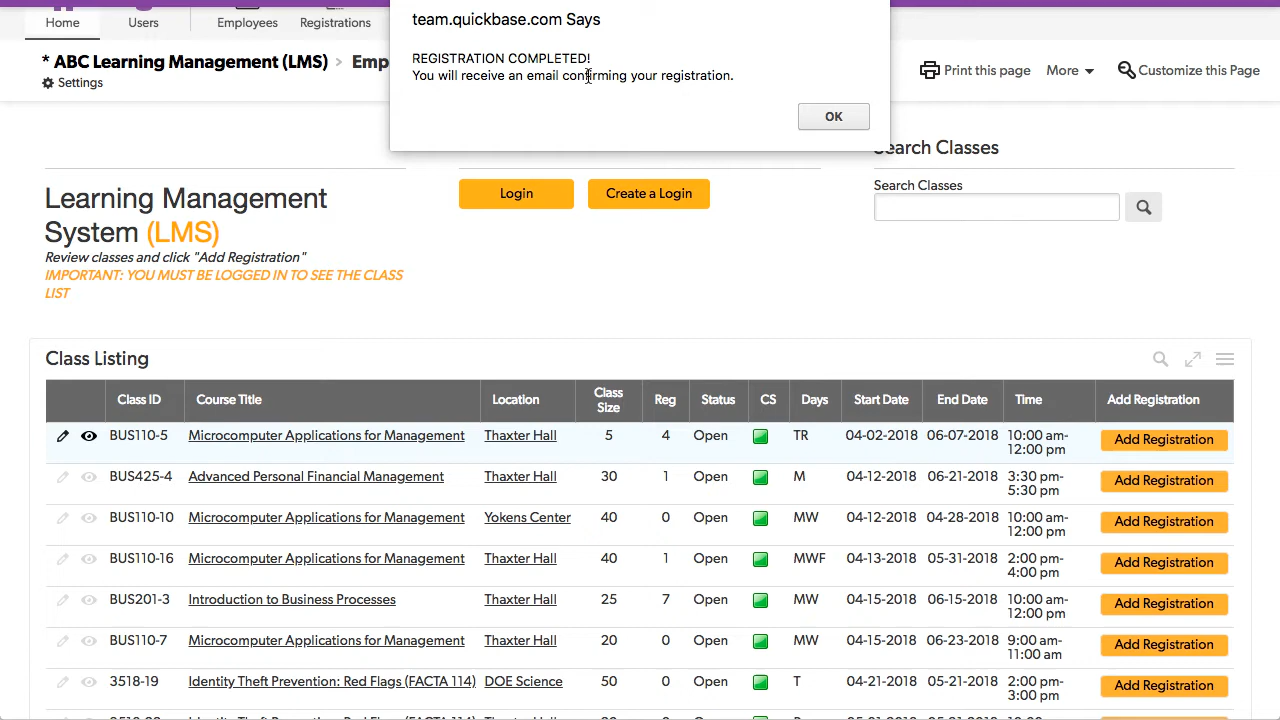 Home Users Employees Registrations
team.quickbase.com Says
REGISTRATION COMPLETED!
You will receive an email confirming your registration.
OK
* ABC Learning Management (LMS) > Emp
Settings
Print this page More Customize this Page
Learning Management
System (LMS)
Review classes and click "Add Registration"
IMPORTANT: YOU MUST BE LOGGED IN TO SEE THE CLASS
LIST
Login Create a Login
Search Classes
Search Classes
Class Listing
Class ID Course Title Location Class Size Reg Status CS Days Start Date End Date Time Add Registration
BUS110-5 Microcomputer Applications for Management Thaxter Hall 5 4 Open TR 04-02-2018 06-07-2018 10:00 am-12:00 pm Add Registration
BUS425-4 Advanced Personal Financial Management Thaxter Hall 30 1 Open M 04-12-2018 06-21-2018 3:30 pm-5:30 pm Add Registration
BUS110-10 Microcomputer Applications for Management Yokens Center 40 0 Open MW 04-12-2018 04-28-2018 10:00 am-12:00 pm Add Registration
BUS110-16 Microcomputer Applications for Management Thaxter Hall 40 1 Open MWF 04-13-2018 05-31-2018 2:00 pm-4:00 pm Add Registration
BUS201-3 Introduction to Business Processes Thaxter Hall 25 7 Open MW 04-15-2018 06-15-2018 10:00 am-12:00 pm Add Registration
BUS110-7 Microcomputer Applications for Management Thaxter Hall 20 0 Open MW 04-15-2018 06-23-2018 9:00 am-11:00 am Add Registration
3518-19 Identity Theft Prevention: Red Flags (FACTA 114) DOE Science 50 0 Open T 04-21-2018 05-21-2018 2:00 pm-3:00 pm Add Registration